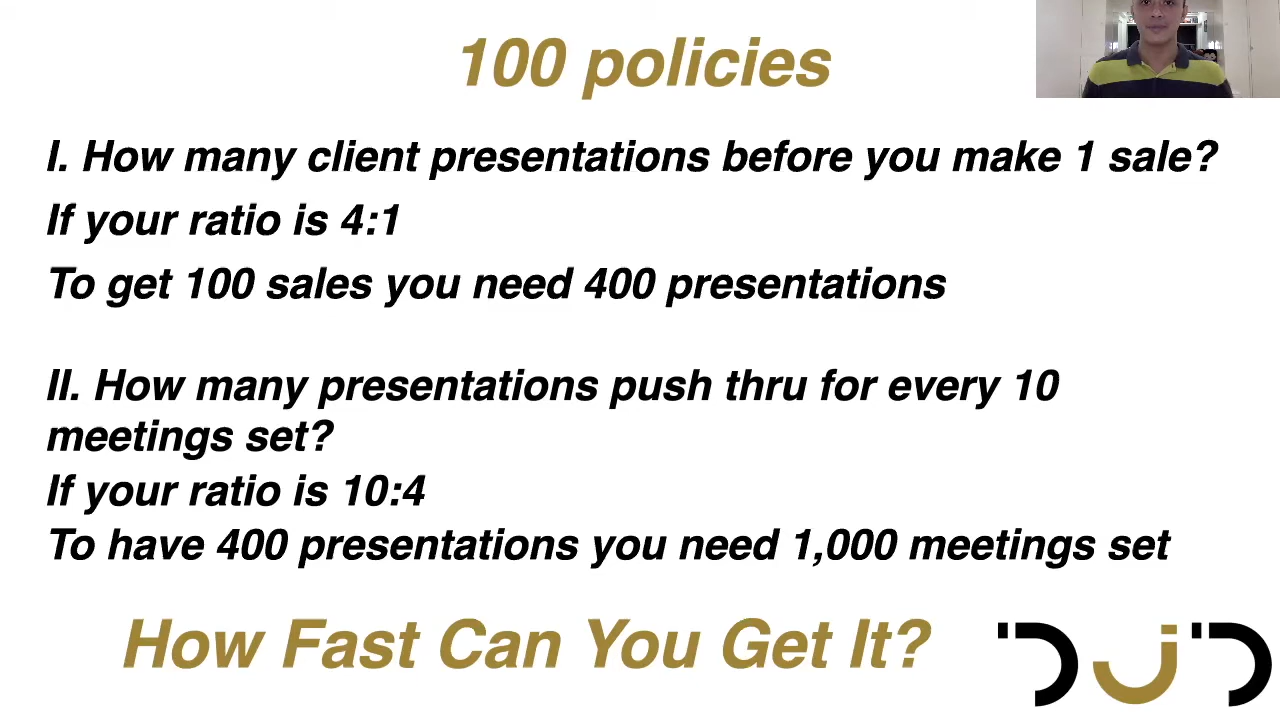 100 policies
I. How many client presentations before you make 1 sale?
If your ratio is 4:1
To get 100 sales you need 400 presentations
II. How many presentations push thru for every 10
meetings set?
If your ratio is 10:4
To have 400 presentations you need 1,000 meetings set
How Fast Can You Get It?
DJD